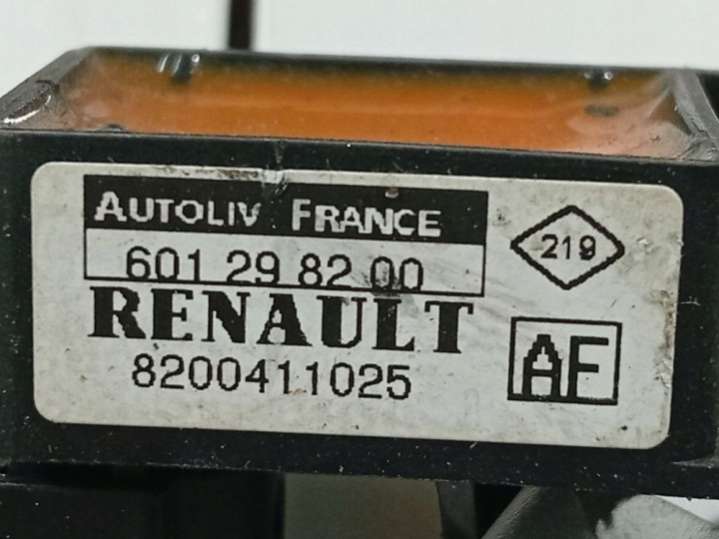 AUTOLIV FRANCE
601 29 82 00
219
RENAULT
8200411025
AF